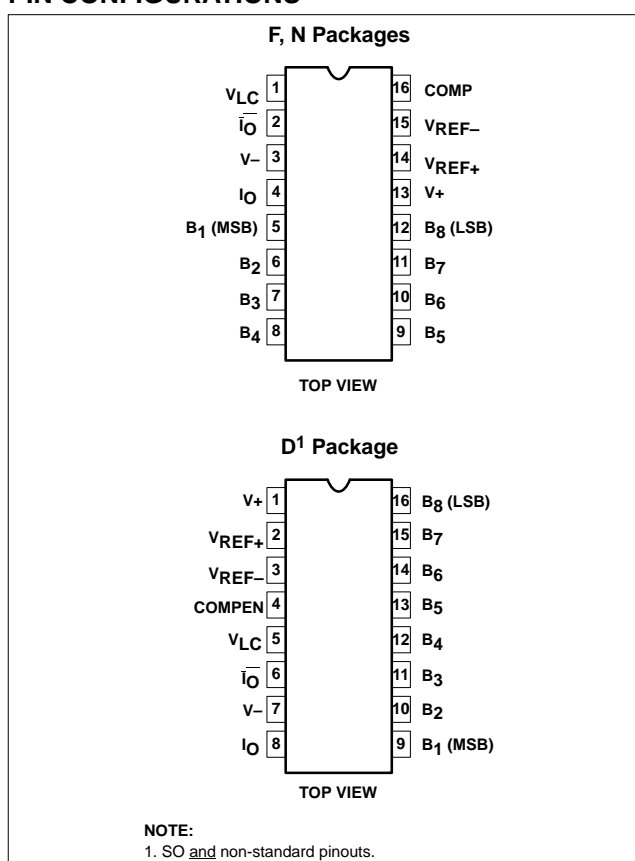 PIN CONFIGURATIONS
F, N Packages
VLC 1 16 COMP
I̅O̅ 2 15 VREF–
V– 3 14 VREF+
IO 4 13 V+
B1 (MSB) 5 12 B8 (LSB)
B2 6 11 B7
B3 7 10 B6
B4 8 9 B5
TOP VIEW
D1 Package
V+ 1 16 B8 (LSB)
VREF+ 2 15 B7
VREF– 3 14 B6
COMPEN 4 13 B5
VLC 5 12 B4
I̅O̅ 6 11 B3
V– 7 10 B2
IO 8 9 B1 (MSB)
TOP VIEW
NOTE:
1. SO and non-standard pinouts.